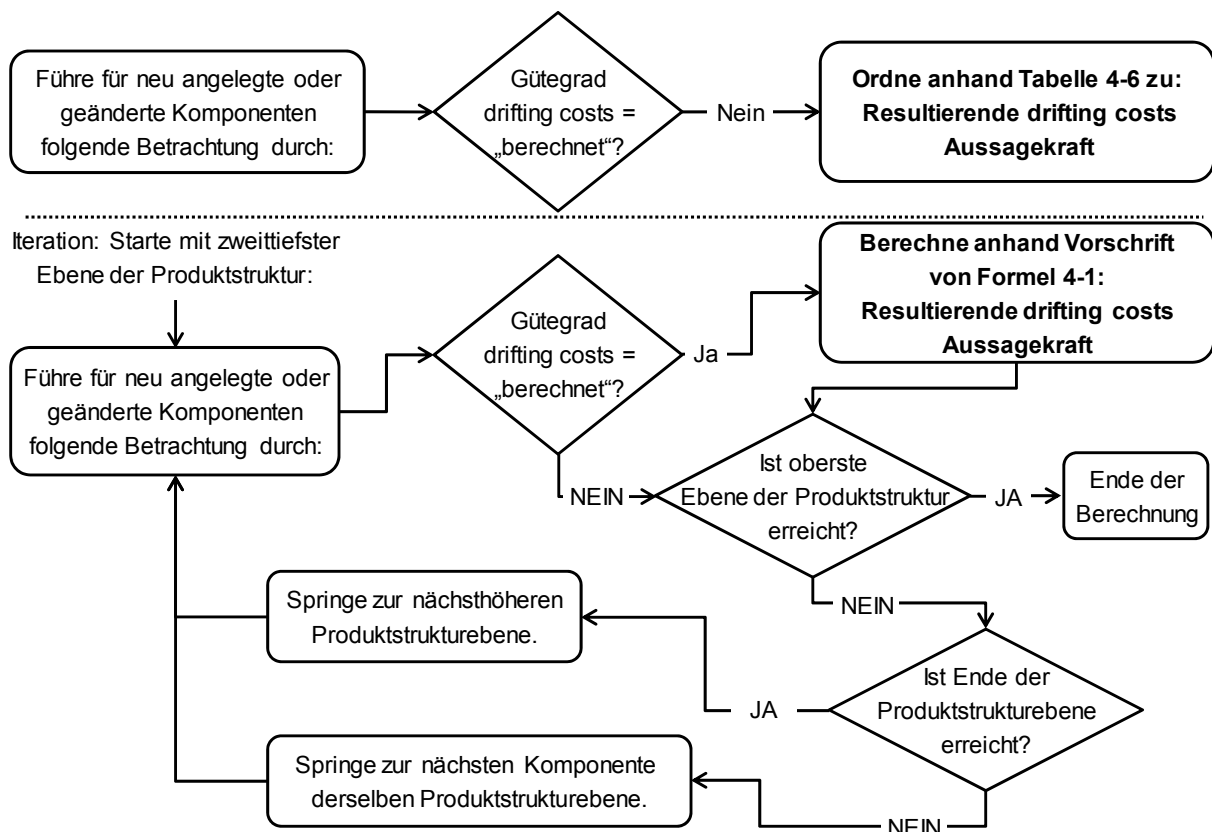 Führe für neu angelegte oder
geänderte Komponenten
folgende Betrachtung durch:
Gütegrad
drifting costs =
„berechnet“?
Nein
Ordne anhand Tabelle 4-6 zu:
Resultierende drifting costs
Aussagekraft
Iteration: Starte mit zweittiefster
Ebene der Produktstruktur:
Führe für neu angelegte oder
geänderte Komponenten
folgende Betrachtung durch:
Gütegrad
drifting costs =
„berechnet“?
Ja
Berechne anhand Vorschrift
von Formel 4-1:
Resultierende drifting costs
Aussagekraft
NEIN
Ist oberste
Ebene der Produktstruktur
erreicht?
JA
Ende der
Berechnung
NEIN
Ist Ende der
Produktstrukturebene
erreicht?
JA
Springe zur nächsthöheren
Produktstrukturebene.
NEIN
Springe zur nächsten Komponente
derselben Produktstrukturebene.